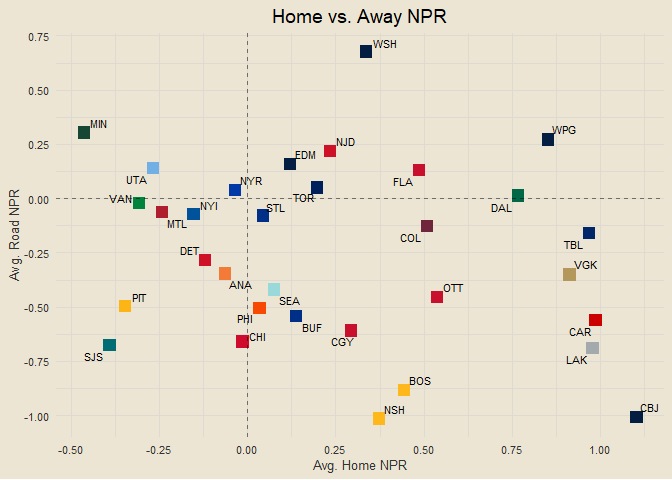 Home vs. Away NPR
0.75
0.50
0.25
0.00
-0.25
-0.50
-0.75
-1.00
Avg. Road NPR
WSH
MIN
WPG
NJD
EDM
UTA
FLA
NYR
VAN
TOR
DAL
NYI
STL
MTL
COL
TBL
DET
VGK
ANA
SEA
OTT
PIT
PHI
BUF
CAR
CHI
CGY
SJS
LAK
BOS
NSH
CBJ
-0.50 -0.25 0.00 0.25 0.50 0.75 1.00
Avg. Home NPR